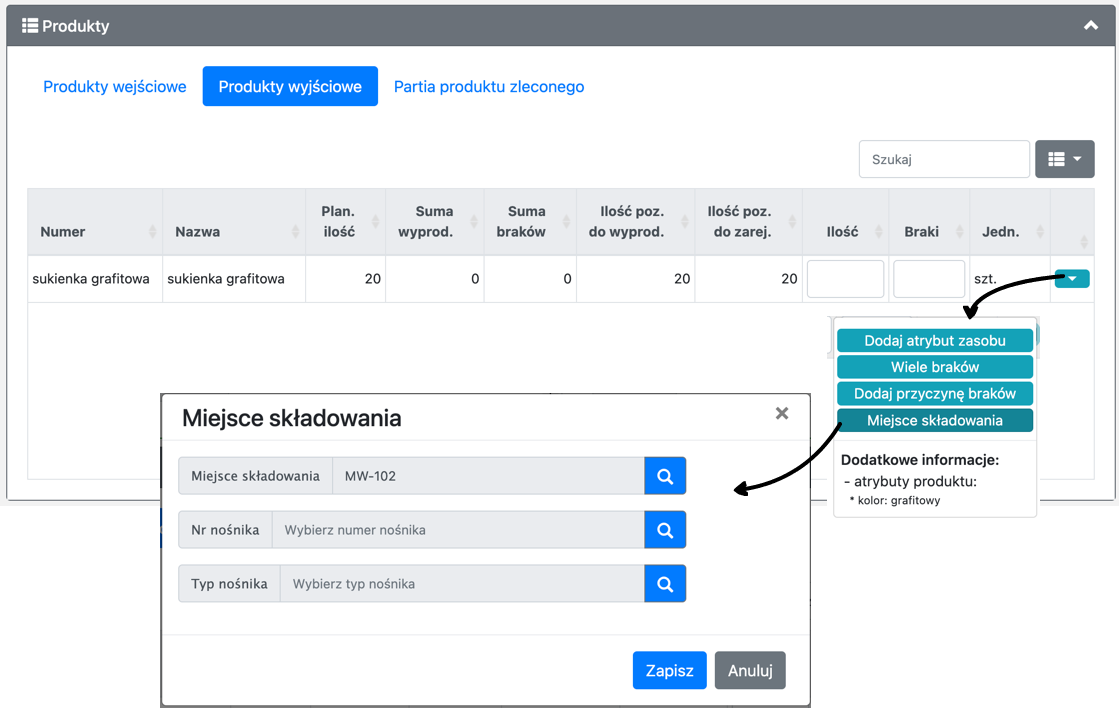 Produkty
Produkty wejściowe Produkty wyjściowe Partia produktu zleconego
Szukaj
Numer Nazwa Plan. ilość Suma wyprod. Suma braków Ilość poz. do wyprod. Ilość poz. do zarej. Ilość Braki Jedn.
sukienka grafitowa sukienka grafitowa 20 0 0 20 20 szt.
Dodaj atrybut zasobu
Wiele braków
Dodaj przyczynę braków
Miejsce składowania
Dodatkowe informacje:
- atrybuty produktu:
* kolor: grafitowy
Miejsce składowania ×
Miejsce składowania MW-102
Nr nośnika Wybierz numer nośnika
Typ nośnika Wybierz typ nośnika
Zapisz Anuluj